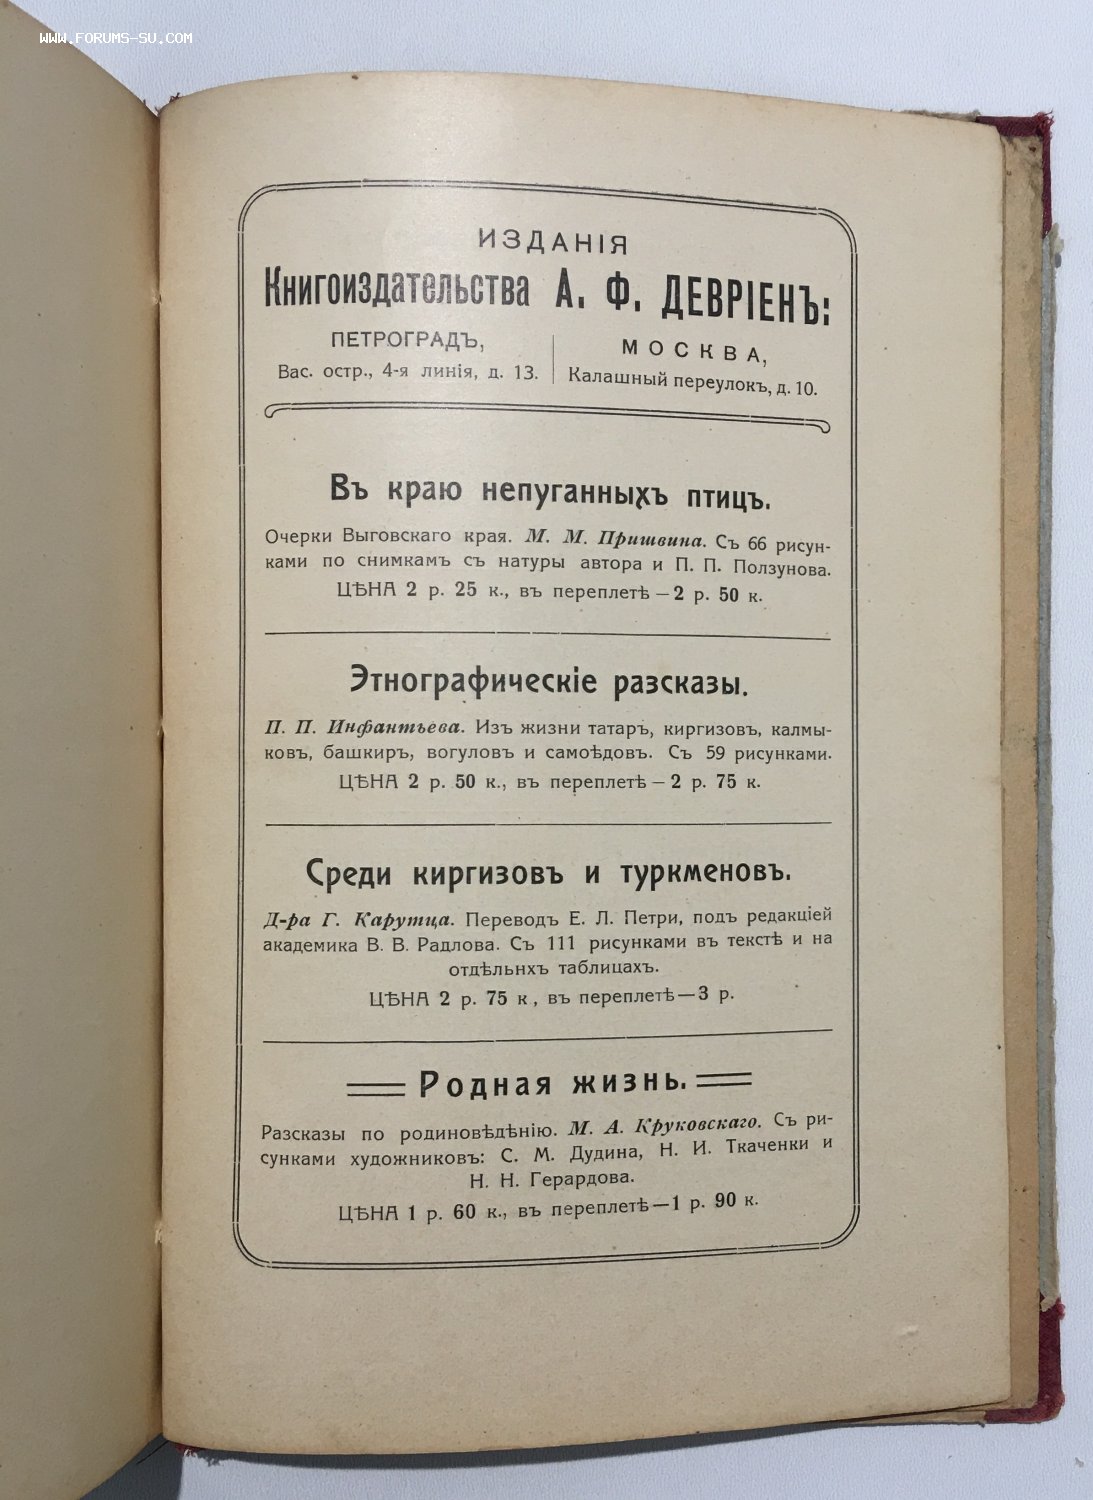 WWW.FORUMS-SU.COM
ИЗДАНІЯ
Книгоиздательства А. Ф. ДЕВРІЕНЪ:
ПЕТРОГРАДЪ,
Вас. остр., 4-я линія, д. 13.
МОСКВА,
Калашный переулокъ, д. 10.
Въ краю непуганныхъ птицъ.
Очерки Выговскаго края. М. М. Пришвина. Съ 66 рисун-
ками по снимкамъ съ натуры автора и П. П. Ползунова.
ЦѢНА 2 р. 25 к., въ переплетѣ — 2 р. 50 к.
Этнографическіе разсказы.
П. П. Инфантьева. Изъ жизни татаръ, киргизовъ, калмы-
ковъ, башкиръ, вогуловъ и самоѣдовъ. Съ 59 рисунками.
ЦѢНА 2 р. 50 к., въ переплетѣ — 2 р. 75 к.
Среди киргизовъ и туркменовъ.
Д-ра Г. Карутца. Переводъ Е. Л. Петри, подъ редакціей
академика В. В. Радлова. Съ 111 рисунками въ текстѣ и на
отдѣльнхъ таблицахъ.
ЦѢНА 2 р. 75 к , въ переплетѣ—3 р.
Родная жизнь.
Разсказы по родиновѣдѣнію. М. А. Круковскаго. Съ ри-
сунками художниковъ: С. М. Дудина, Н. И. Ткаченки и
Н. Н. Герардова.
ЦѢНА 1 р. 60 к., въ переплетѣ—1 р. 90 к.